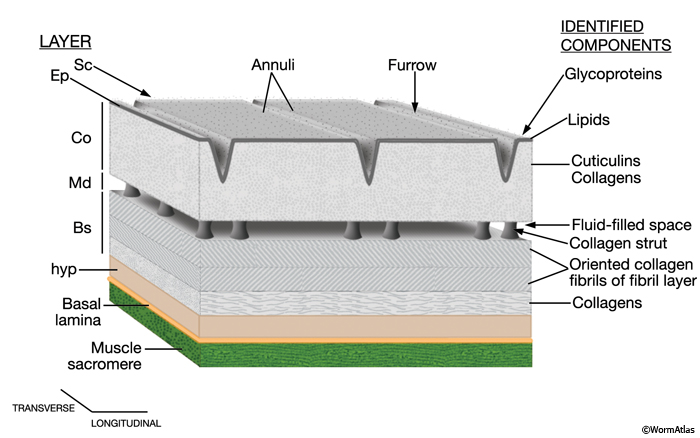 LAYER
IDENTIFIED
COMPONENTS
Sc
Ep
Annuli
Furrow
Glycoproteins
Lipids
Co
Cuticulins
Collagens
Md
Fluid-filled space
Bs
Collagen strut
Oriented collagen
fibrils of fibril layer
hyp
Collagens
Basal
lamina
Muscle
sacromere
TRANSVERSE
LONGITUDINAL
©WormAtlas